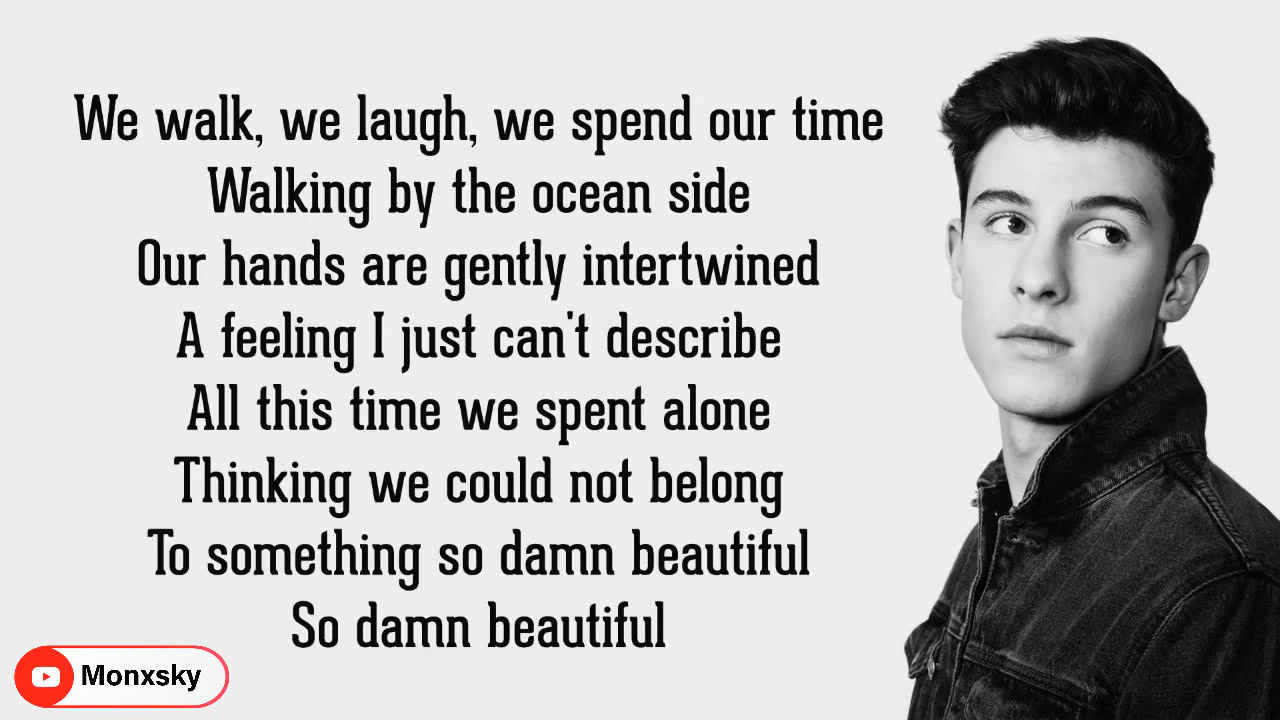 We walk, we laugh, we spend our time
Walking by the ocean side
Our hands are gently intertwined
A feeling I just can't describe
All this time we spent alone
Thinking we could not belong
To something so damn beautiful
So damn beautiful
Monxsky